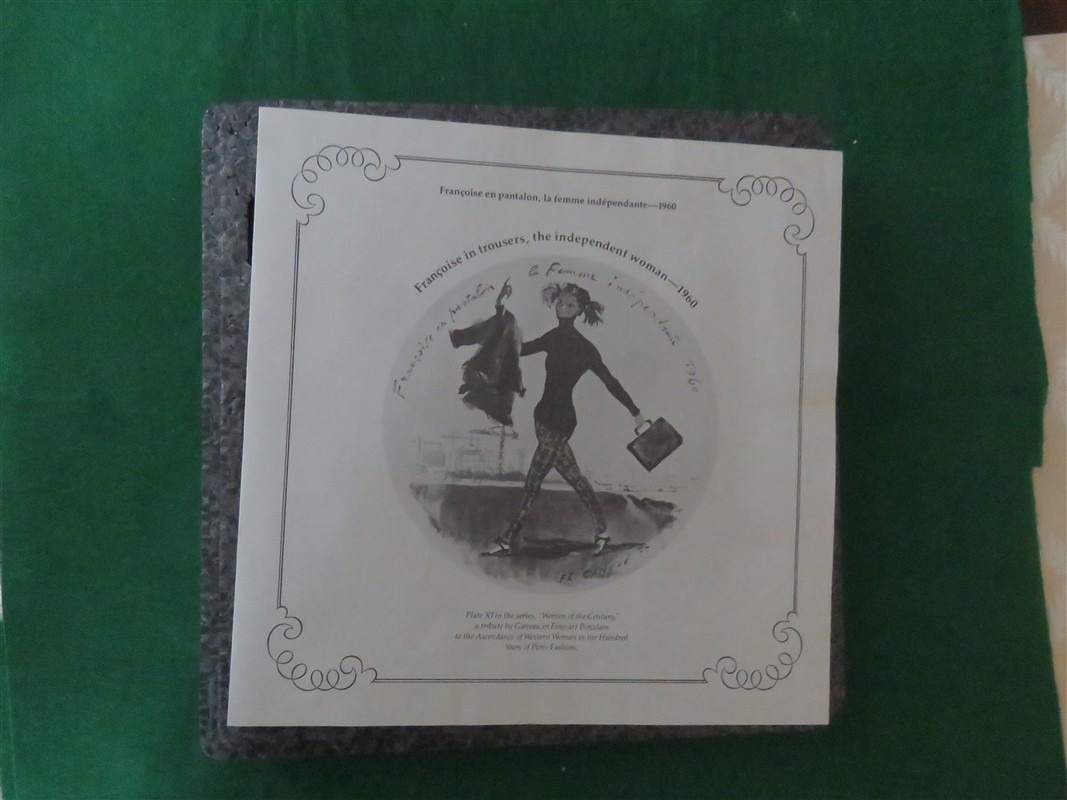 Françoise en pantalon, la femme indépendante—1960
Françoise in trousers, the independent woman—1960
Françoise en pantalon la Femme indépendante 1960
Plate XI in the series, "Women of the Century,"
a tribute by Ganeau in Fine-art Porcelain
to the Ascendance of Western Woman in the Hundred
Years of Paris Fashion.